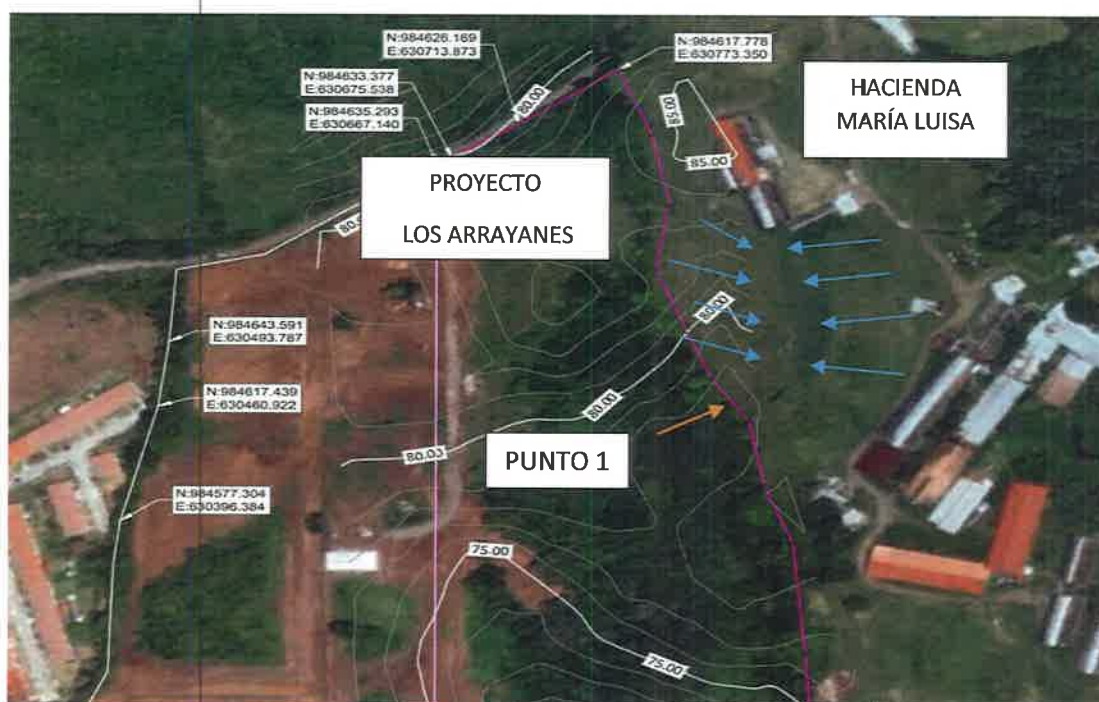 N:984626.169
E:630713.873
N:984617.778
E:630773.350
N:984633.377
E:630675.538
N:984635.293
E:630667.140
80.00
85.00
85.00
HACIENDA
MARÍA LUISA
PROYECTO
LOS ARRAYANES
80.00
N:984643.591
E:630493.787
N:984617.439
E:630460.922
80.00
80.03
PUNTO 1
N:984577.304
E:630396.384
75.00
75.00